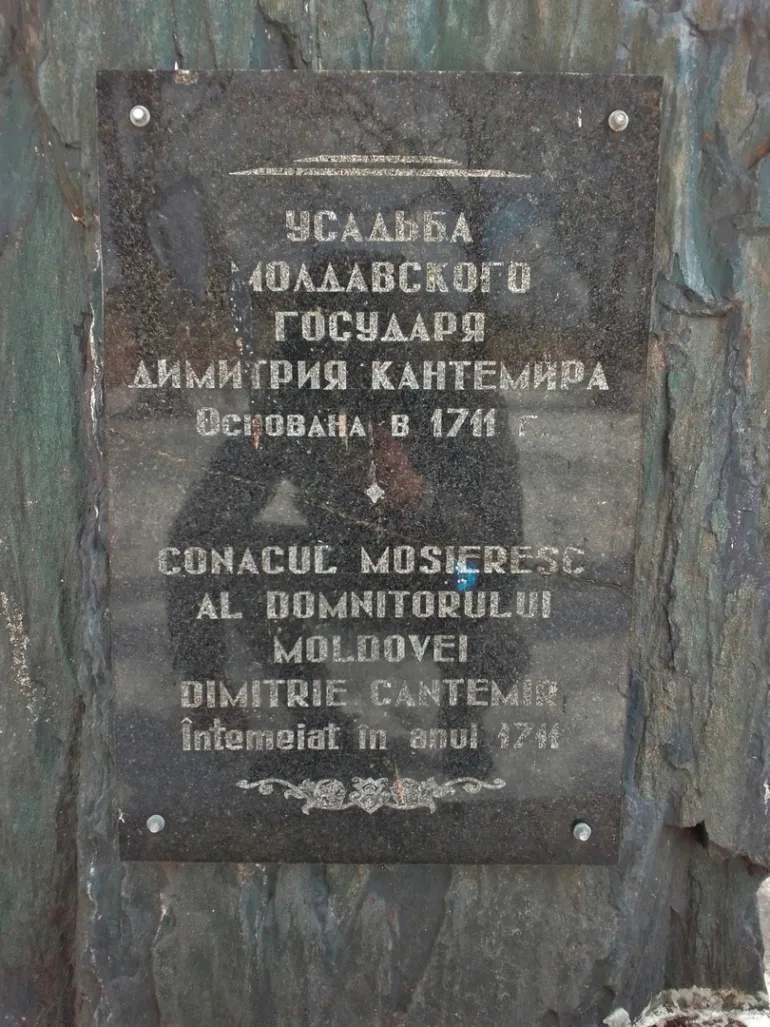 УСАДЬБА
МОЛДАВСКОГО
ГОСУДАРЯ
ДИМИТРИЯ КАНТЕМИРА
ОСНОВАНА В 1711 г.
CONACUL MOSIERESC
AL DOMNITORULUI
MOLDOVEI
DIMITRIE CANTEMIR
Întemeiat în anul 1711